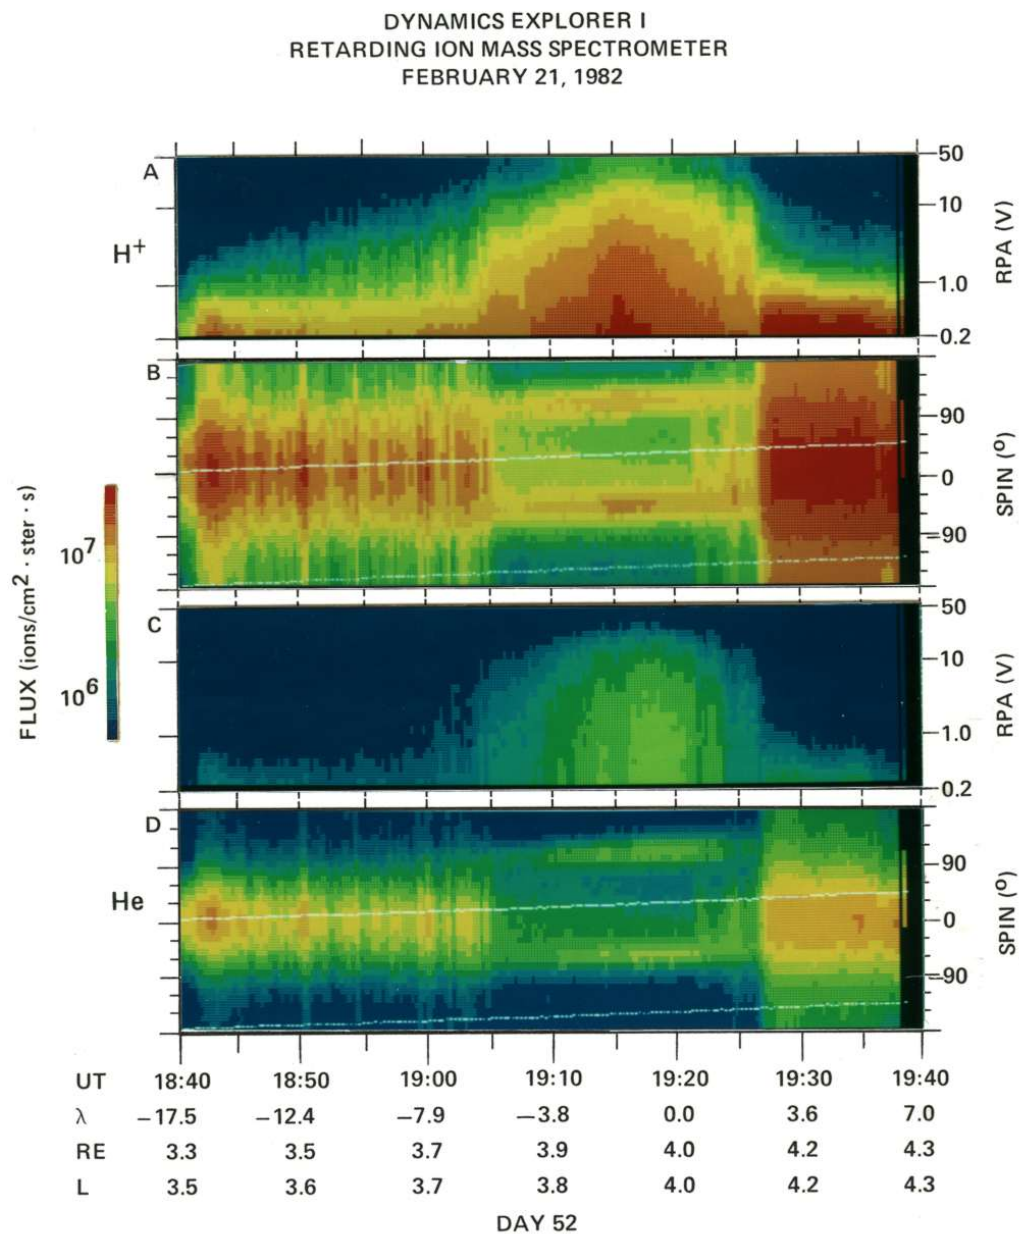 DYNAMICS EXPLORER I
RETARDING ION MASS SPECTROMETER
FEBRUARY 21, 1982
A
H+
50
10
1.0
0.2
RPA (V)
B
90
0
−90
SPIN (°)
FLUX (ions/cm2 · ster · s)
10^7
10^6
C
50
10
1.0
0.2
RPA (V)
D
He
90
0
−90
SPIN (°)
UT 18:40 18:50 19:00 19:10 19:20 19:30 19:40
λ −17.5 −12.4 −7.9 −3.8 0.0 3.6 7.0
RE 3.3 3.5 3.7 3.9 4.0 4.2 4.3
L 3.5 3.6 3.7 3.8 4.0 4.2 4.3
DAY 52